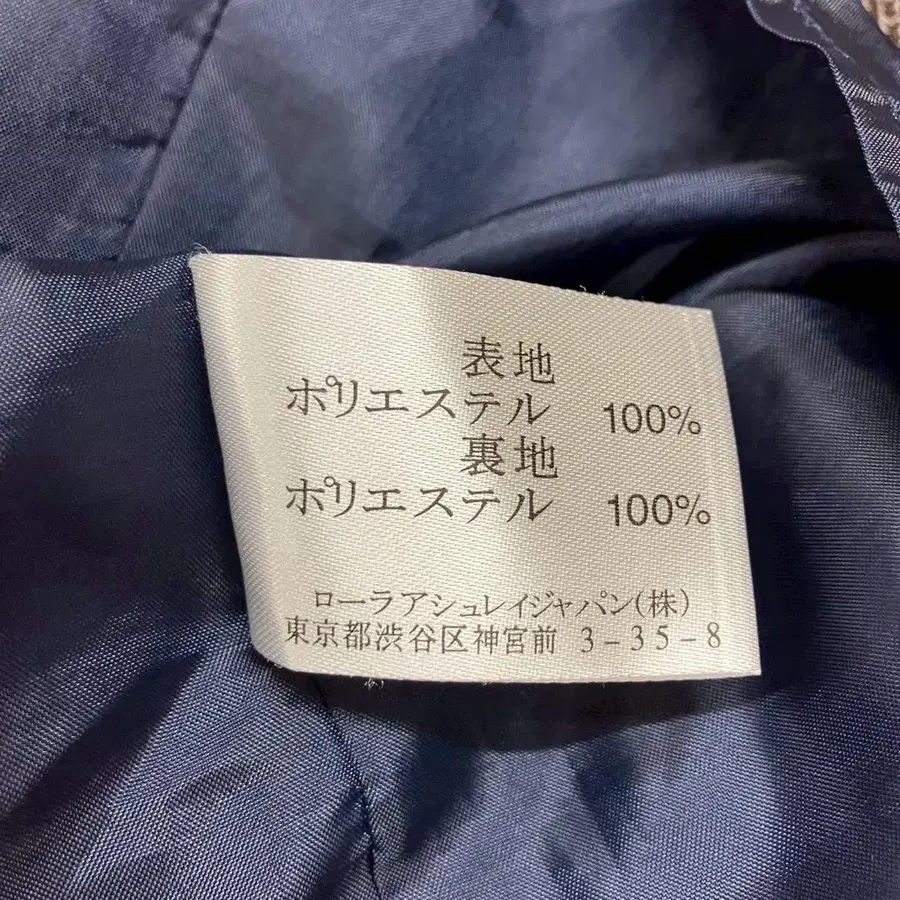 表地
ポリエステル 100%
裏地
ポリエステル 100%
ローラアシュレイジャパン(株)
東京都渋谷区神宮前 3-35-8